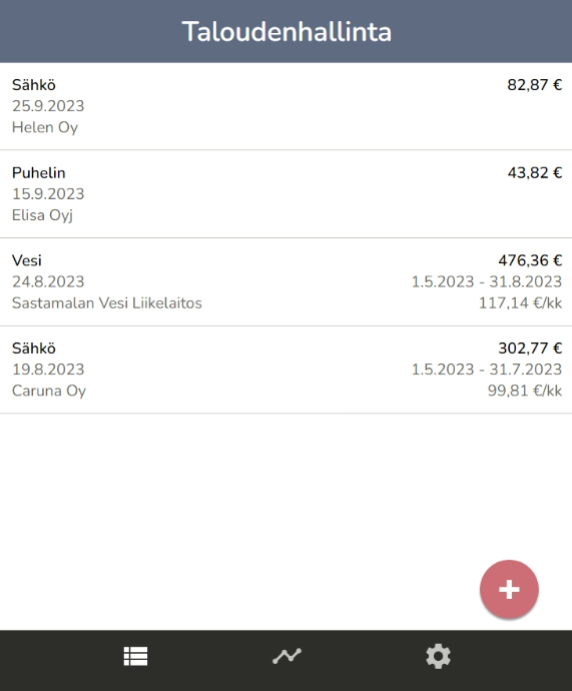 Taloudenhallinta
Sähkö 82,87 €
25.9.2023
Helen Oy
Puhelin 43,82 €
15.9.2023
Elisa Oyj
Vesi 476,36 €
24.8.2023 1.5.2023 - 31.8.2023
Sastamalan Vesi Liikelaitos 117,14 €/kk
Sähkö 302,77 €
19.8.2023 1.5.2023 - 31.7.2023
Caruna Oy 99,81 €/kk